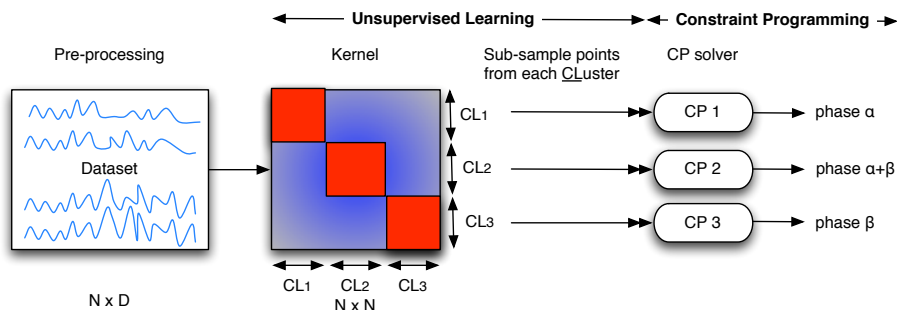 Unsupervised Learning
Constraint Programming
Pre-processing
Kernel
Sub-sample points
from each CLuster
CP solver
Dataset
CL1
CL2
CL3
CP 1
CP 2
CP 3
phase α
phase α+β
phase β
CL1
CL2
CL3
N x D
N x N